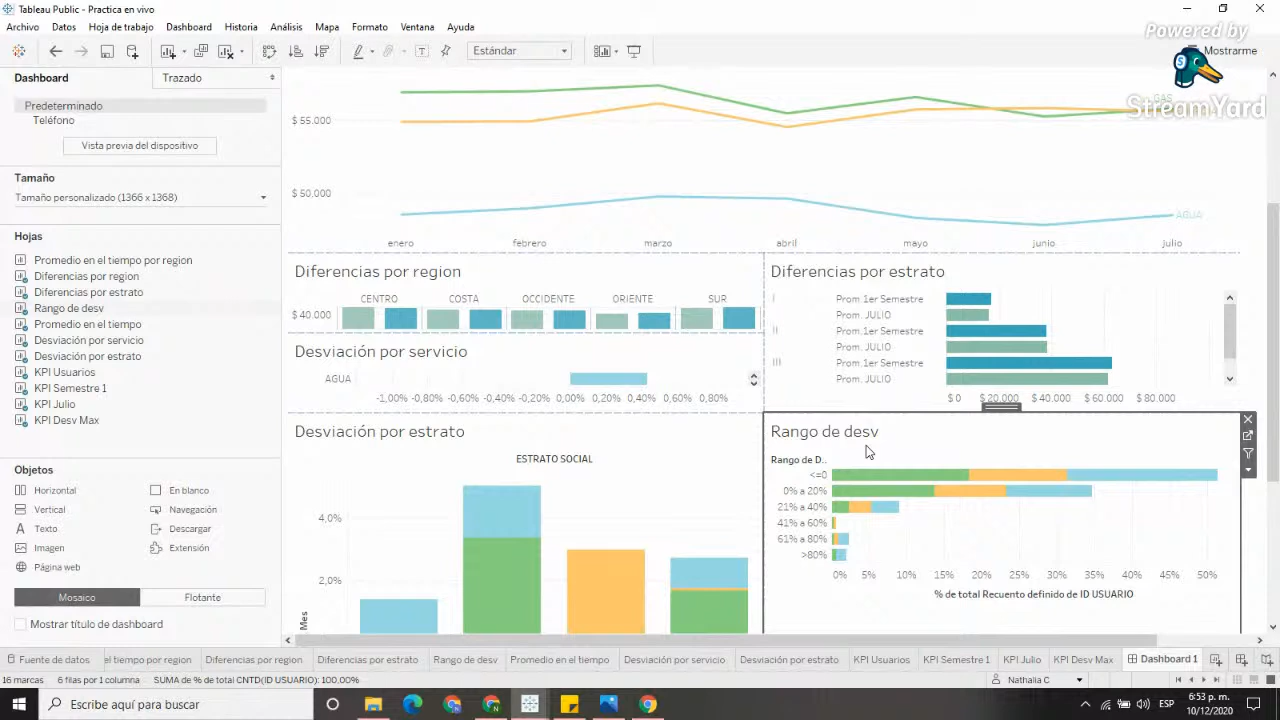 Tableau Public - Practica en vivo
Archivo Datos Hoja de trabajo Dashboard Historia Análisis Mapa Formato Ventana Ayuda
Estándar
Mostrarme
Powered by
StreamYard
Dashboard
Trazado
Predeterminado
Teléfono
Vista previa del dispositivo
Tamaño
Tamaño personalizado (1366 x 1368)
Hojas
Promedio en el tiempo por region
Diferencias por region
Diferencias por estrato
Rango de desv
Promedio en el tiempo
Desviación por servicio
Desviación por estrato
KPI Usuarios
KPI Semestre 1
KPI Julio
KPI Desv Max
Objetos
Horizontal
En blanco
Vertical
Navegación
Texto
Descargar
Imagen
Extensión
Página web
Mosaico
Flotante
Mostrar título de dashboard
$ 55.000
$ 50.000
GAS
AGUA
enero febrero marzo abril mayo junio julio
Diferencias por region
CENTRO COSTA OCCIDENTE ORIENTE SUR
$ 40.000
Desviación por servicio
AGUA
-1,00% -0,80% -0,60% -0,40% -0,20% 0,00% 0,20% 0,40% 0,60% 0,80%
Diferencias por estrato
I Prom.1er Semestre
Prom. JULIO
II Prom.1er Semestre
Prom. JULIO
III Prom.1er Semestre
Prom. JULIO
$ 0 $ 20.000 $ 40.000 $ 60.000 $ 80.000
Desviación por estrato
ESTRATO SOCIAL
4,0%
2,0%
Mes
Rango de desv
Rango de D..
<=0
0% a 20%
21% a 40%
41% a 60%
61% a 80%
>80%
0% 5% 10% 15% 20% 25% 30% 35% 40% 45% 50%
% de total Recuento definido de ID USUARIO
Fuente de datos
el tiempo por region
Diferencias por region
Diferencias por estrato
Rango de desv
Promedio en el tiempo
Desviación por servicio
Desviación por estrato
KPI Usuarios
KPI Semestre 1
KPI Julio
KPI Desv Max
Dashboard 1
16 marcas 6 filas por 1 columna SUMA de % de total CNTD(ID USUARIO): 100,00%
Nathalia C
Escribe aquí para buscar
ESP
6:53 p. m.
10/12/2020